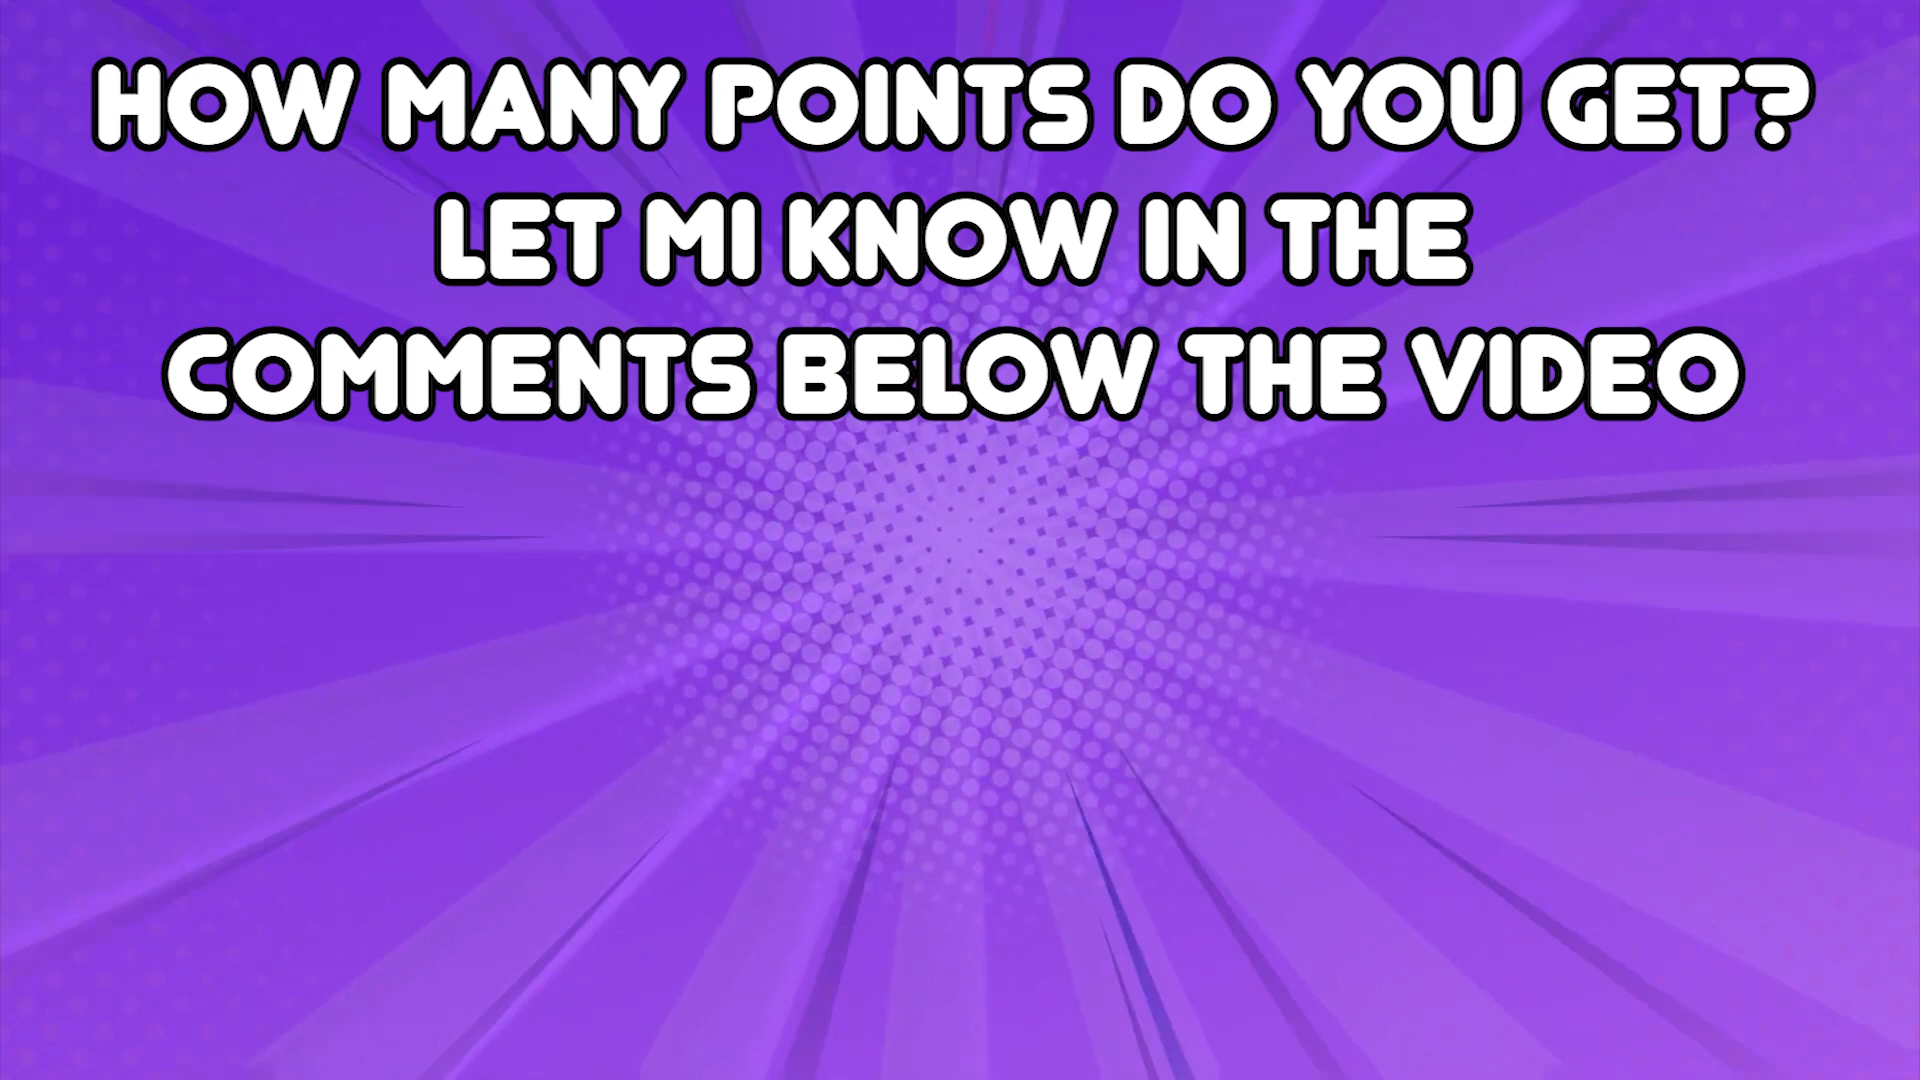 HOW MANY POINTS DO YOU GET?
LET MI KNOW IN THE
COMMENTS BELOW THE VIDEO